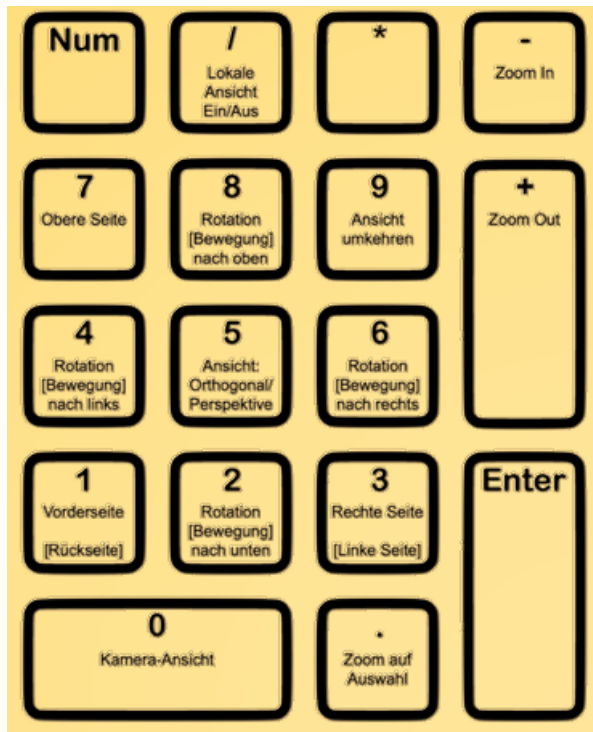 Num
/
Lokale
Ansicht
Ein/Aus
*
-
Zoom In
7
Obere Seite
8
Rotation
[Bewegung]
nach oben
9
Ansicht
umkehren
+
Zoom Out
4
Rotation
[Bewegung]
nach links
5
Ansicht:
Orthogonal/
Perspektive
6
Rotation
[Bewegung]
nach rechts
1
Vorderseite
[Rückseite]
2
Rotation
[Bewegung]
nach unten
3
Rechte Seite
[Linke Seite]
Enter
0
Kamera-Ansicht
.
Zoom auf
Auswahl